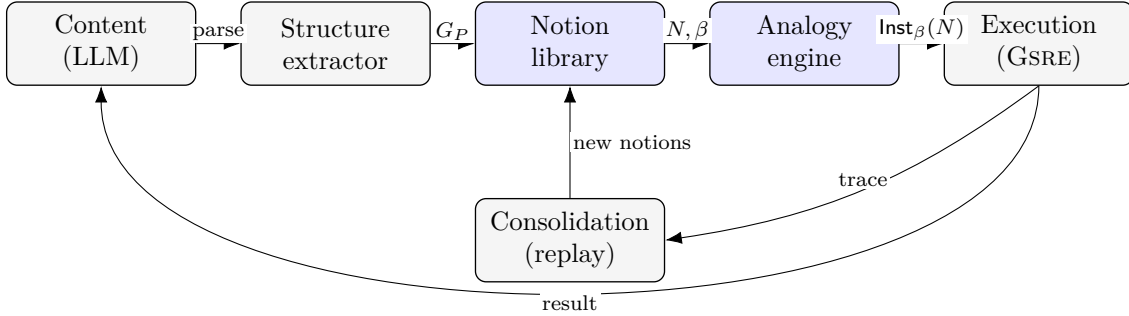 Content
(LLM)
parse
Structure
extractor
G_P
Notion
library
N, β
Analogy
engine
Inst_β(N)
Execution
(GSRE)
new notions
trace
Consolidation
(replay)
result